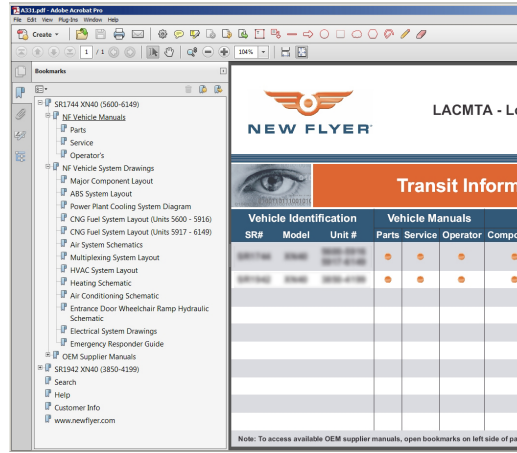 A331.pdf - Adobe Acrobat Pro
File Edit View Plug-Ins Window Help
Create
1 / 1 104%
Bookmarks
SR1744 XN40 (5600-6149)
NF Vehicle Manuals
Parts
Service
Operator's
NF Vehicle System Drawings
Major Component Layout
ABS System Layout
Power Plant Cooling System Diagram
CNG Fuel System Layout (Units 5600 - 5916)
CNG Fuel System Layout (Units 5917 - 6149)
Air System Schematics
Multiplexing System Layout
HVAC System Layout
Heating Schematic
Air Conditioning Schematic
Entrance Door Wheelchair Ramp Hydraulic
Schematic
Electrical System Drawings
Emergency Responder Guide
OEM Supplier Manuals
SR1942 XN40 (3850-4199)
Search
Help
Customer Info
www.newflyer.com
NEW FLYER
LACMTA - L
Transit Inform
Vehicle Identification Vehicle Manuals
SR# Model Unit # Parts Service Operator Compo
Note: To access available OEM supplier manuals, open bookmarks on left side of pa